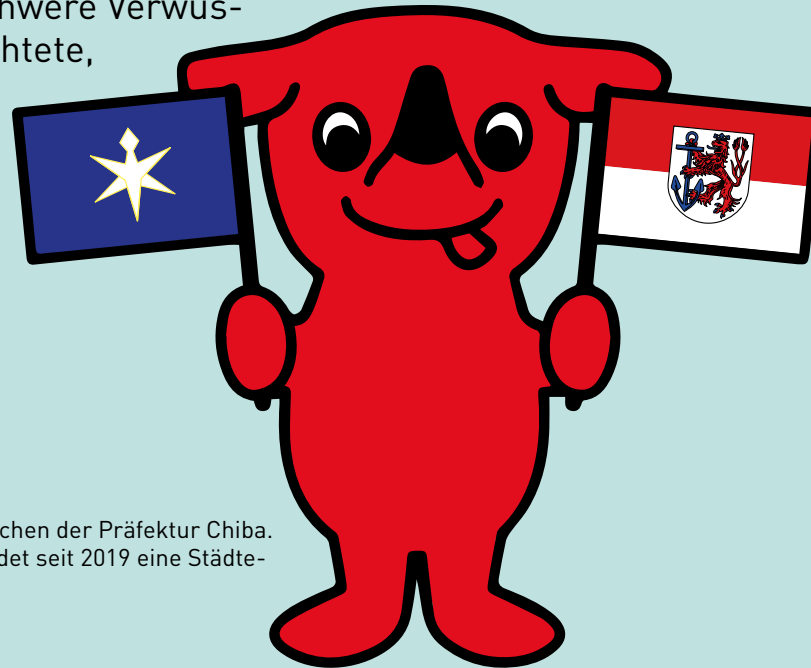 hwere Verwüs-
htete,
chen der Präfektur Chiba.
det seit 2019 eine Städte-